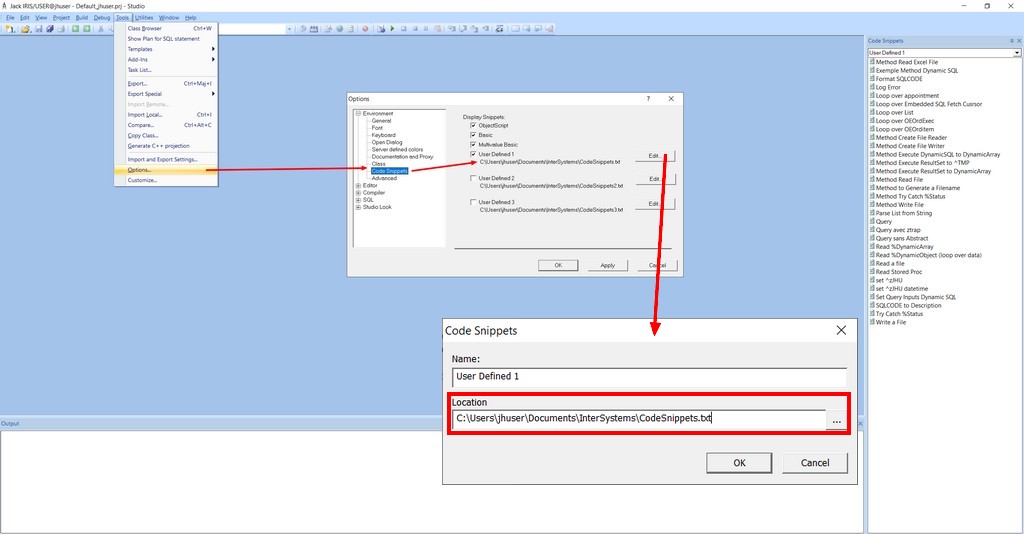 Jack IRIS/USER@jhuser - Default_jhuser.prj - Studio
File Edit View Project Build Debug Tools Utilities Window Help
Class Browser Ctrl+W
Show Plan for SQL statement
Templates
Add-Ins
Task List...
Export... Ctrl+Maj+I
Export Special
Import Remote...
Import Local... Ctrl+I
Compare... Ctrl+Alt+C
Copy Class...
Generate C++ projection
Import and Export Settings...
Options...
Customize...
Options
Environment
General
Font
Keyboard
Open Dialog
Server defined colors
Documentation and Proxy
Class
Code Snippets
Advanced
Editor
Compiler
SQL
Studio Look
Display Snippets:
ObjectScript
Basic
Multivalue Basic
User Defined 1
C:\Users\jhuser\Documents\InterSystems\CodeSnippets.txt
Edit...
User Defined 2
C:\Users\jhuser\Documents\InterSystems\CodeSnippets2.txt
Edit...
User Defined 3
C:\Users\jhuser\Documents\InterSystems\CodeSnippets3.txt
Edit...
OK Apply Cancel
Code Snippets
Name:
User Defined 1
Location
C:\Users\jhuser\Documents\InterSystems\CodeSnippets.txt
...
OK Cancel
Code Snippets
User Defined 1
Method Read Excel File
Exemple Method Dynamic SQL
Format SQLCODE
Log Error
Loop over appointment
Loop over Embedded SQL Fetch Cusrsor
Loop over List
Loop over OEOrdExec
Loop over OEOrditem
Method Create File Reader
Method Create File Writer
Method Execute DynamicSQL to DynamicArray
Method Execute ResultSet to ^TMP
Method Execute ResultSet to DynamicArray
Method Read File
Method to Generate a Filename
Method Try Catch %Status
Method Write File
Parse List from String
Query
Query avec ztrap
Query sans Abstract
Read %DynamicArray
Read %DynamicObject (loop over data)
Read a file
Read Stored Proc
set ^zJHU
set ^zJHU datetime
Set Query Inputs Dynamic SQL
SQLCODE to Description
Try Catch %Status
Write a File
Output